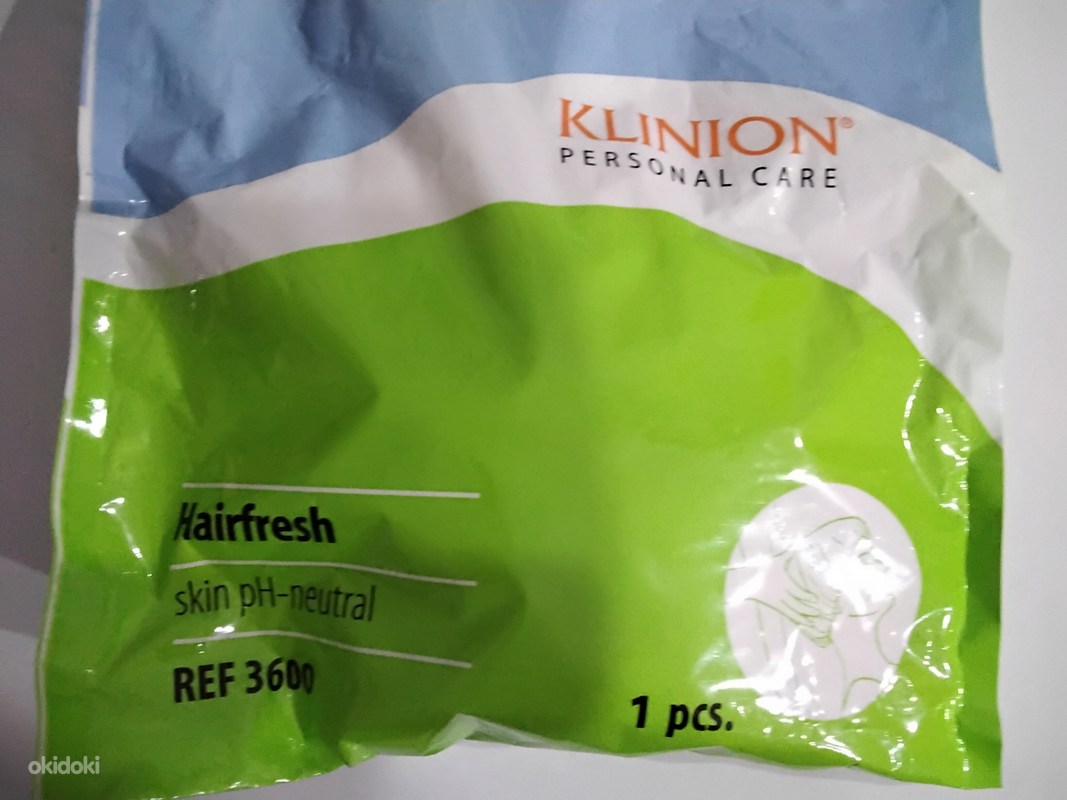 KLINION®
PERSONAL CARE
Hairfresh
skin pH-neutral
REF 3600
1 pcs.
okidoki